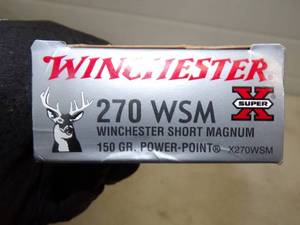 WINCHESTER
270 WSM
X
SUPER
WINCHESTER SHORT MAGNUM
150 GR. POWER-POINT® X270WSM